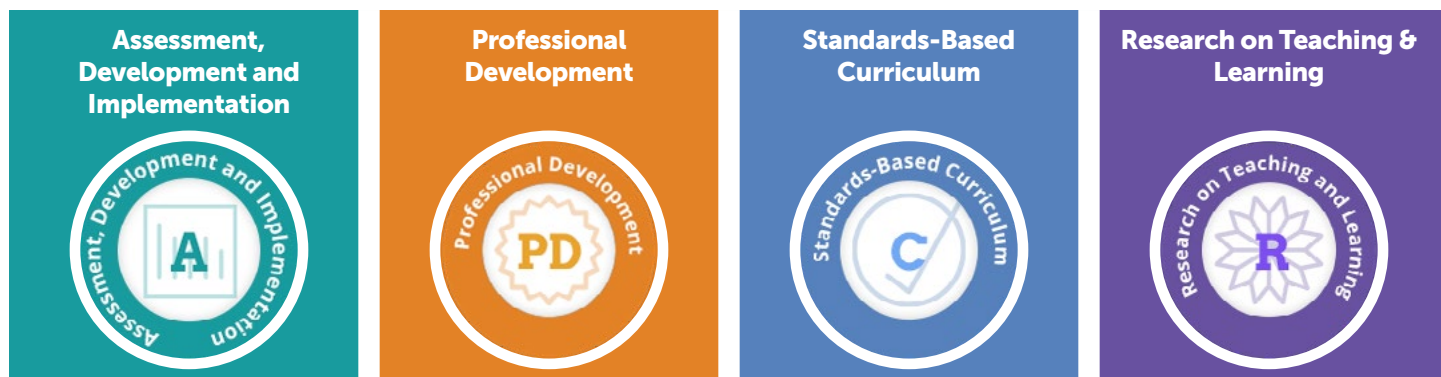 Assessment,
Development and
Implementation
Assessment, Development and Implementation
A
Professional
Development
Professional Development
PD
Standards-Based
Curriculum
Standards-Based Curriculum
C
Research on Teaching &
Learning
Research on Teaching and Learning
R